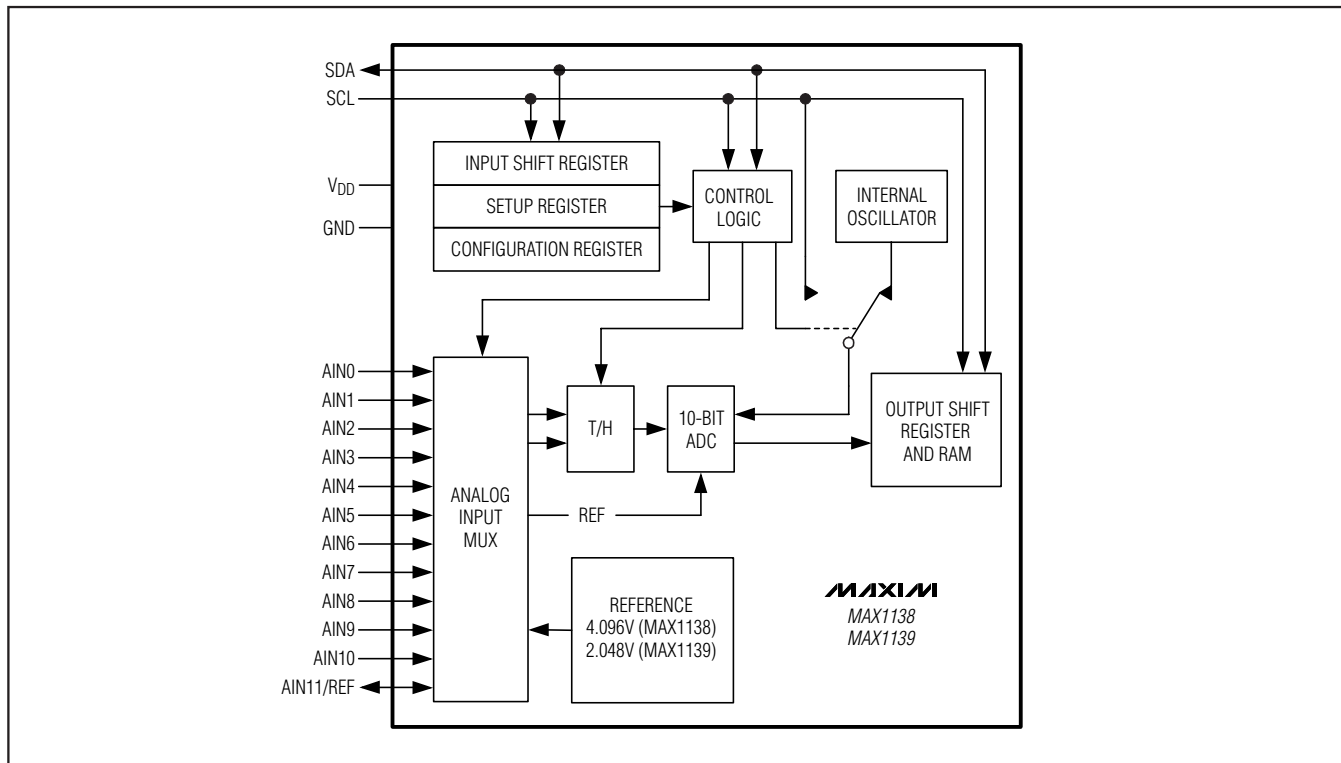 SDA
SCL
VDD
GND
INPUT SHIFT REGISTER
SETUP REGISTER
CONFIGURATION REGISTER
CONTROL
LOGIC
INTERNAL
OSCILLATOR
AIN0
AIN1
AIN2
AIN3
AIN4
AIN5
AIN6
AIN7
AIN8
AIN9
AIN10
AIN11/REF
ANALOG
INPUT
MUX
T/H
10-BIT
ADC
REF
OUTPUT SHIFT
REGISTER
AND RAM
REFERENCE
4.096V (MAX1138)
2.048V (MAX1139)
MAXIM
MAX1138
MAX1139